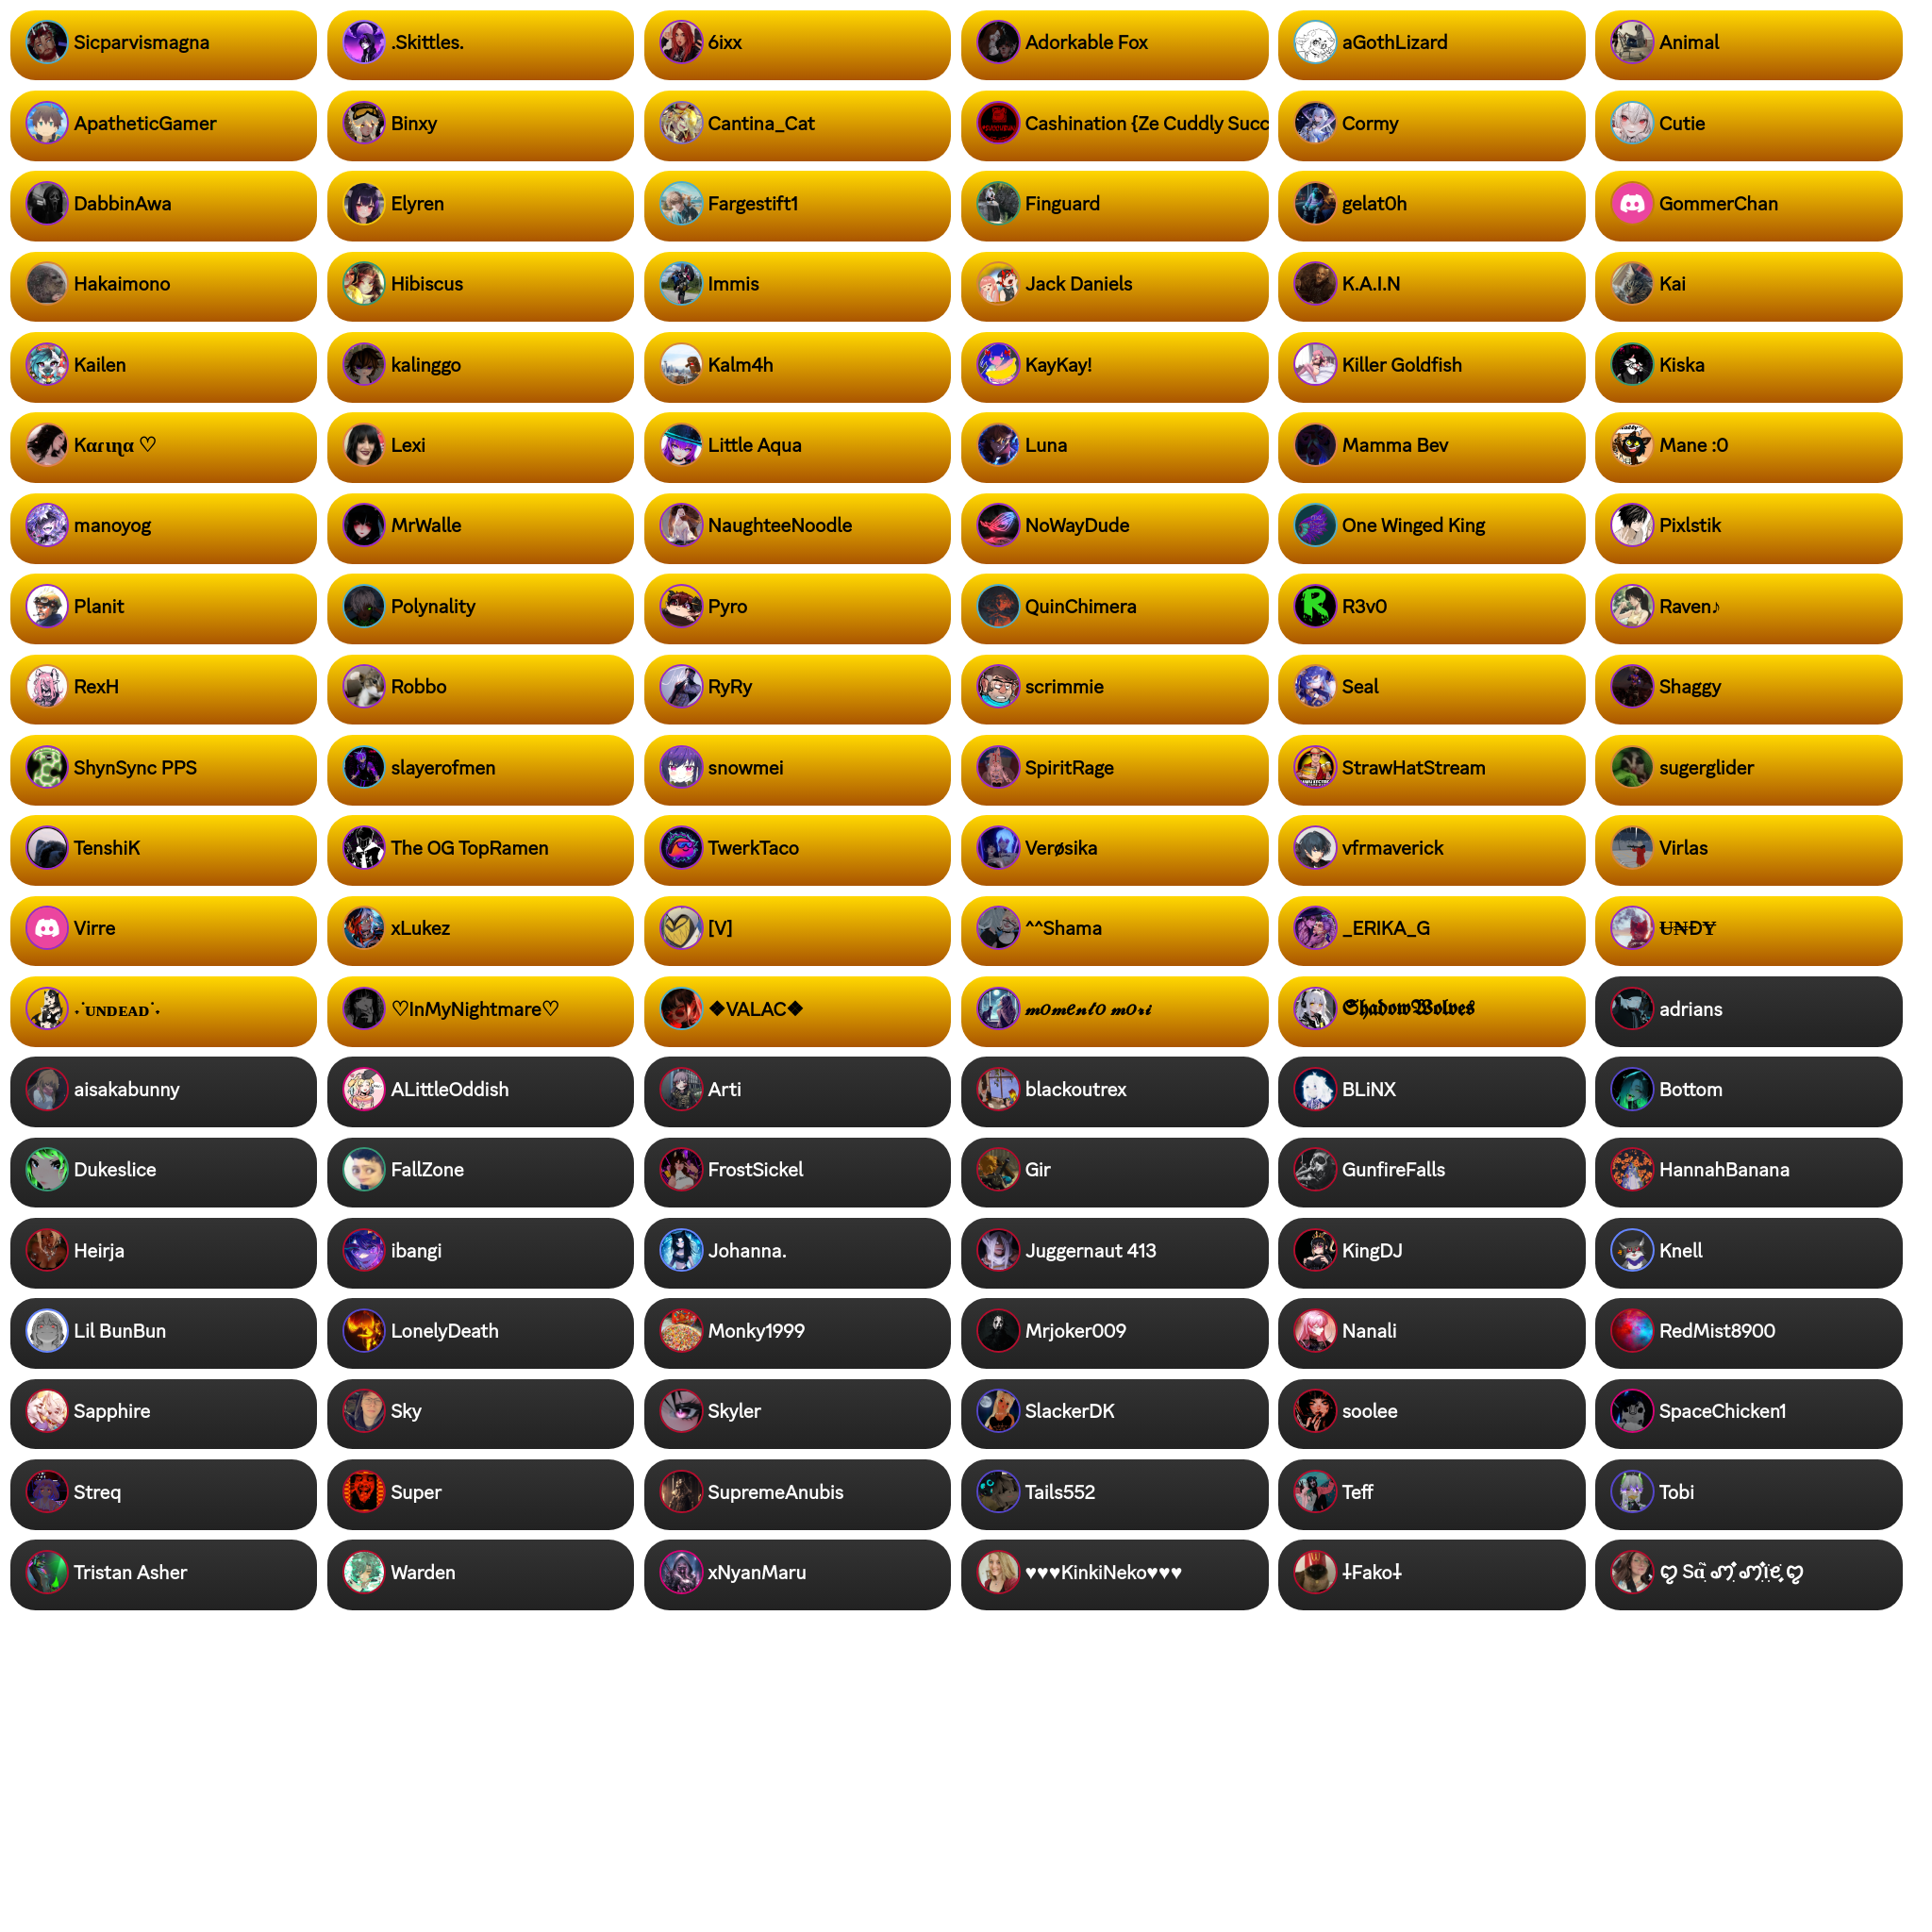 Sicparvismagna .Skittles. 6ixx Adorkable Fox aGothLizard Animal
ApatheticGamer Binxy Cantina_Cat Cashination {Ze Cuddly Succ Cormy Cutie
DabbinAwa Elyren Fargestift1 Finguard gelat0h GommerChan
Hakaimono Hibiscus Immis Jack Daniels K.A.I.N Kai
Kailen kalinggo Kalm4h KayKay! Killer Goldfish Kiska
Kαɾιɳα ♡ Lexi Little Aqua Luna Mamma Bev Mane :0
manoyog MrWalle NaughteeNoodle NoWayDude One Winged King Pixlstik
Planit Polynality Pyro QuinChimera R3v0 Raven♪
RexH Robbo RyRy scrimmie Seal Shaggy
ShynSync PPS slayerofmen snowmei SpiritRage StrawHatStream sugerglider
TenshiK The OG TopRamen TwerkTaco Verøsika vfrmaverick Virlas
Virre xLukez [V] ^^Shama _ERIKA_G U̶₦ĐɎ
˖˙ᴜɴᴅᴇᴀᴅ˙˖ ♡InMyNightmare♡ ❖VALAC❖ 𝓶𝓸𝓶𝓮𝓷𝓽𝓸 𝓶𝓸𝓻𝓲 𝕾𝖍𝖆𝖉𝖔𝖜𝖂𝖔𝖑𝖛𝖊𝖘 adrians
aisakabunny ALittleOddish Arti blackoutrex BLiNX Bottom
Dukeslice FallZone FrostSickel Gir GunfireFalls HannahBanana
Heirja ibangi Johanna. Juggernaut 413 KingDJ Knell
Lil BunBun LonelyDeath Monky1999 Mrjoker009 Nanali RedMist8900
Sapphire Sky Skyler SlackerDK soolee SpaceChicken1
Streq Super SupremeAnubis Tails552 Teff Tobi
Tristan Asher Warden xNyanMaru ♥♥♥KinkiNeko♥♥♥ ⸸Fako⸸